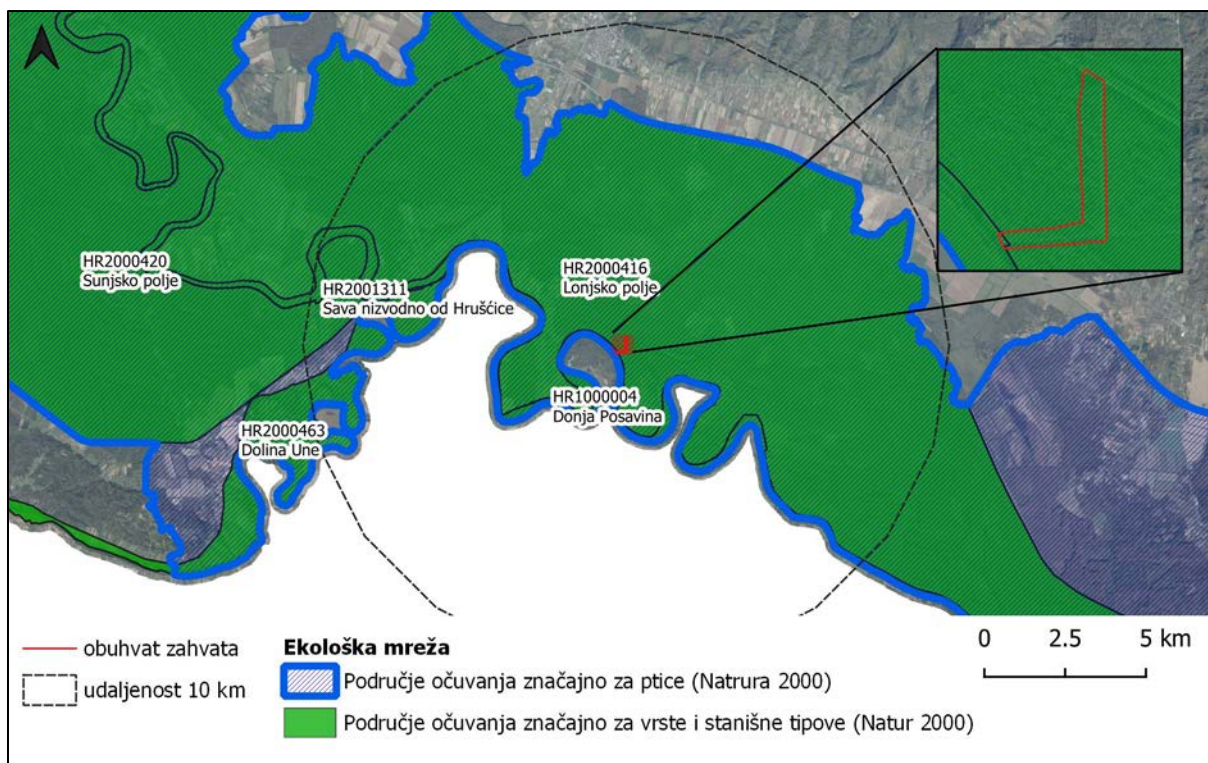 HR2000420
Sunjsko polje
HR2001311
Sava nizvodno od Hrušćice
HR2000416
Lonjsko polje
HR1000004
Donja Posavina
HR2000463
Dolina Une
obuhvat zahvata
udaljenost 10 km
Ekološka mreža
Područje očuvanja značajno za ptice (Natrura 2000)
Područje očuvanja značajno za vrste i stanišne tipove (Natur 2000)
0 2.5 5 km